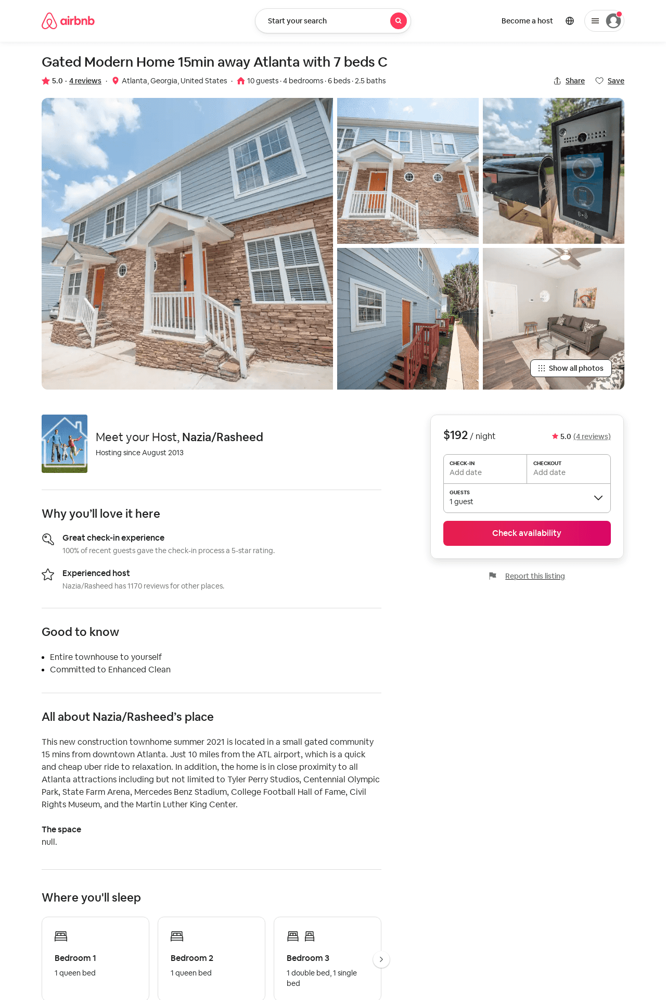 airbnb
Start your search
Become a host
Gated Modern Home 15min away Atlanta with 7 beds C
5.0 · 4 reviews · Atlanta, Georgia, United States · 10 guests · 4 bedrooms · 6 beds · 2.5 baths
Share
Save
CALL
cellgate
Show all photos
Meet your Host, Nazia/Rasheed
Hosting since August 2013
$192 / night
5.0 (4 reviews)
CHECK-IN
Add date
CHECKOUT
Add date
GUESTS
1 guest
Check availability
Report this listing
Why you’ll love it here
Great check-in experience
100% of recent guests gave the check-in process a 5-star rating.
Experienced host
Nazia/Rasheed has 1170 reviews for other places.
Good to know
Entire townhouse to yourself
Committed to Enhanced Clean
All about Nazia/Rasheed’s place
This new construction townhome summer 2021 is located in a small gated community
15 mins from downtown Atlanta. Just 10 miles from the ATL airport, which is a quick
and cheap uber ride to relaxation. In addition, the home is in close proximity to all
Atlanta attractions including but not limited to Tyler Perry Studios, Centennial Olympic
Park, State Farm Arena, Mercedes Benz Stadium, College Football Hall of Fame, Civil
Rights Museum, and the Martin Luther King Center.
The space
null.
Where you'll sleep
Bedroom 1
1 queen bed
Bedroom 2
1 queen bed
Bedroom 3
1 double bed, 1 single
bed